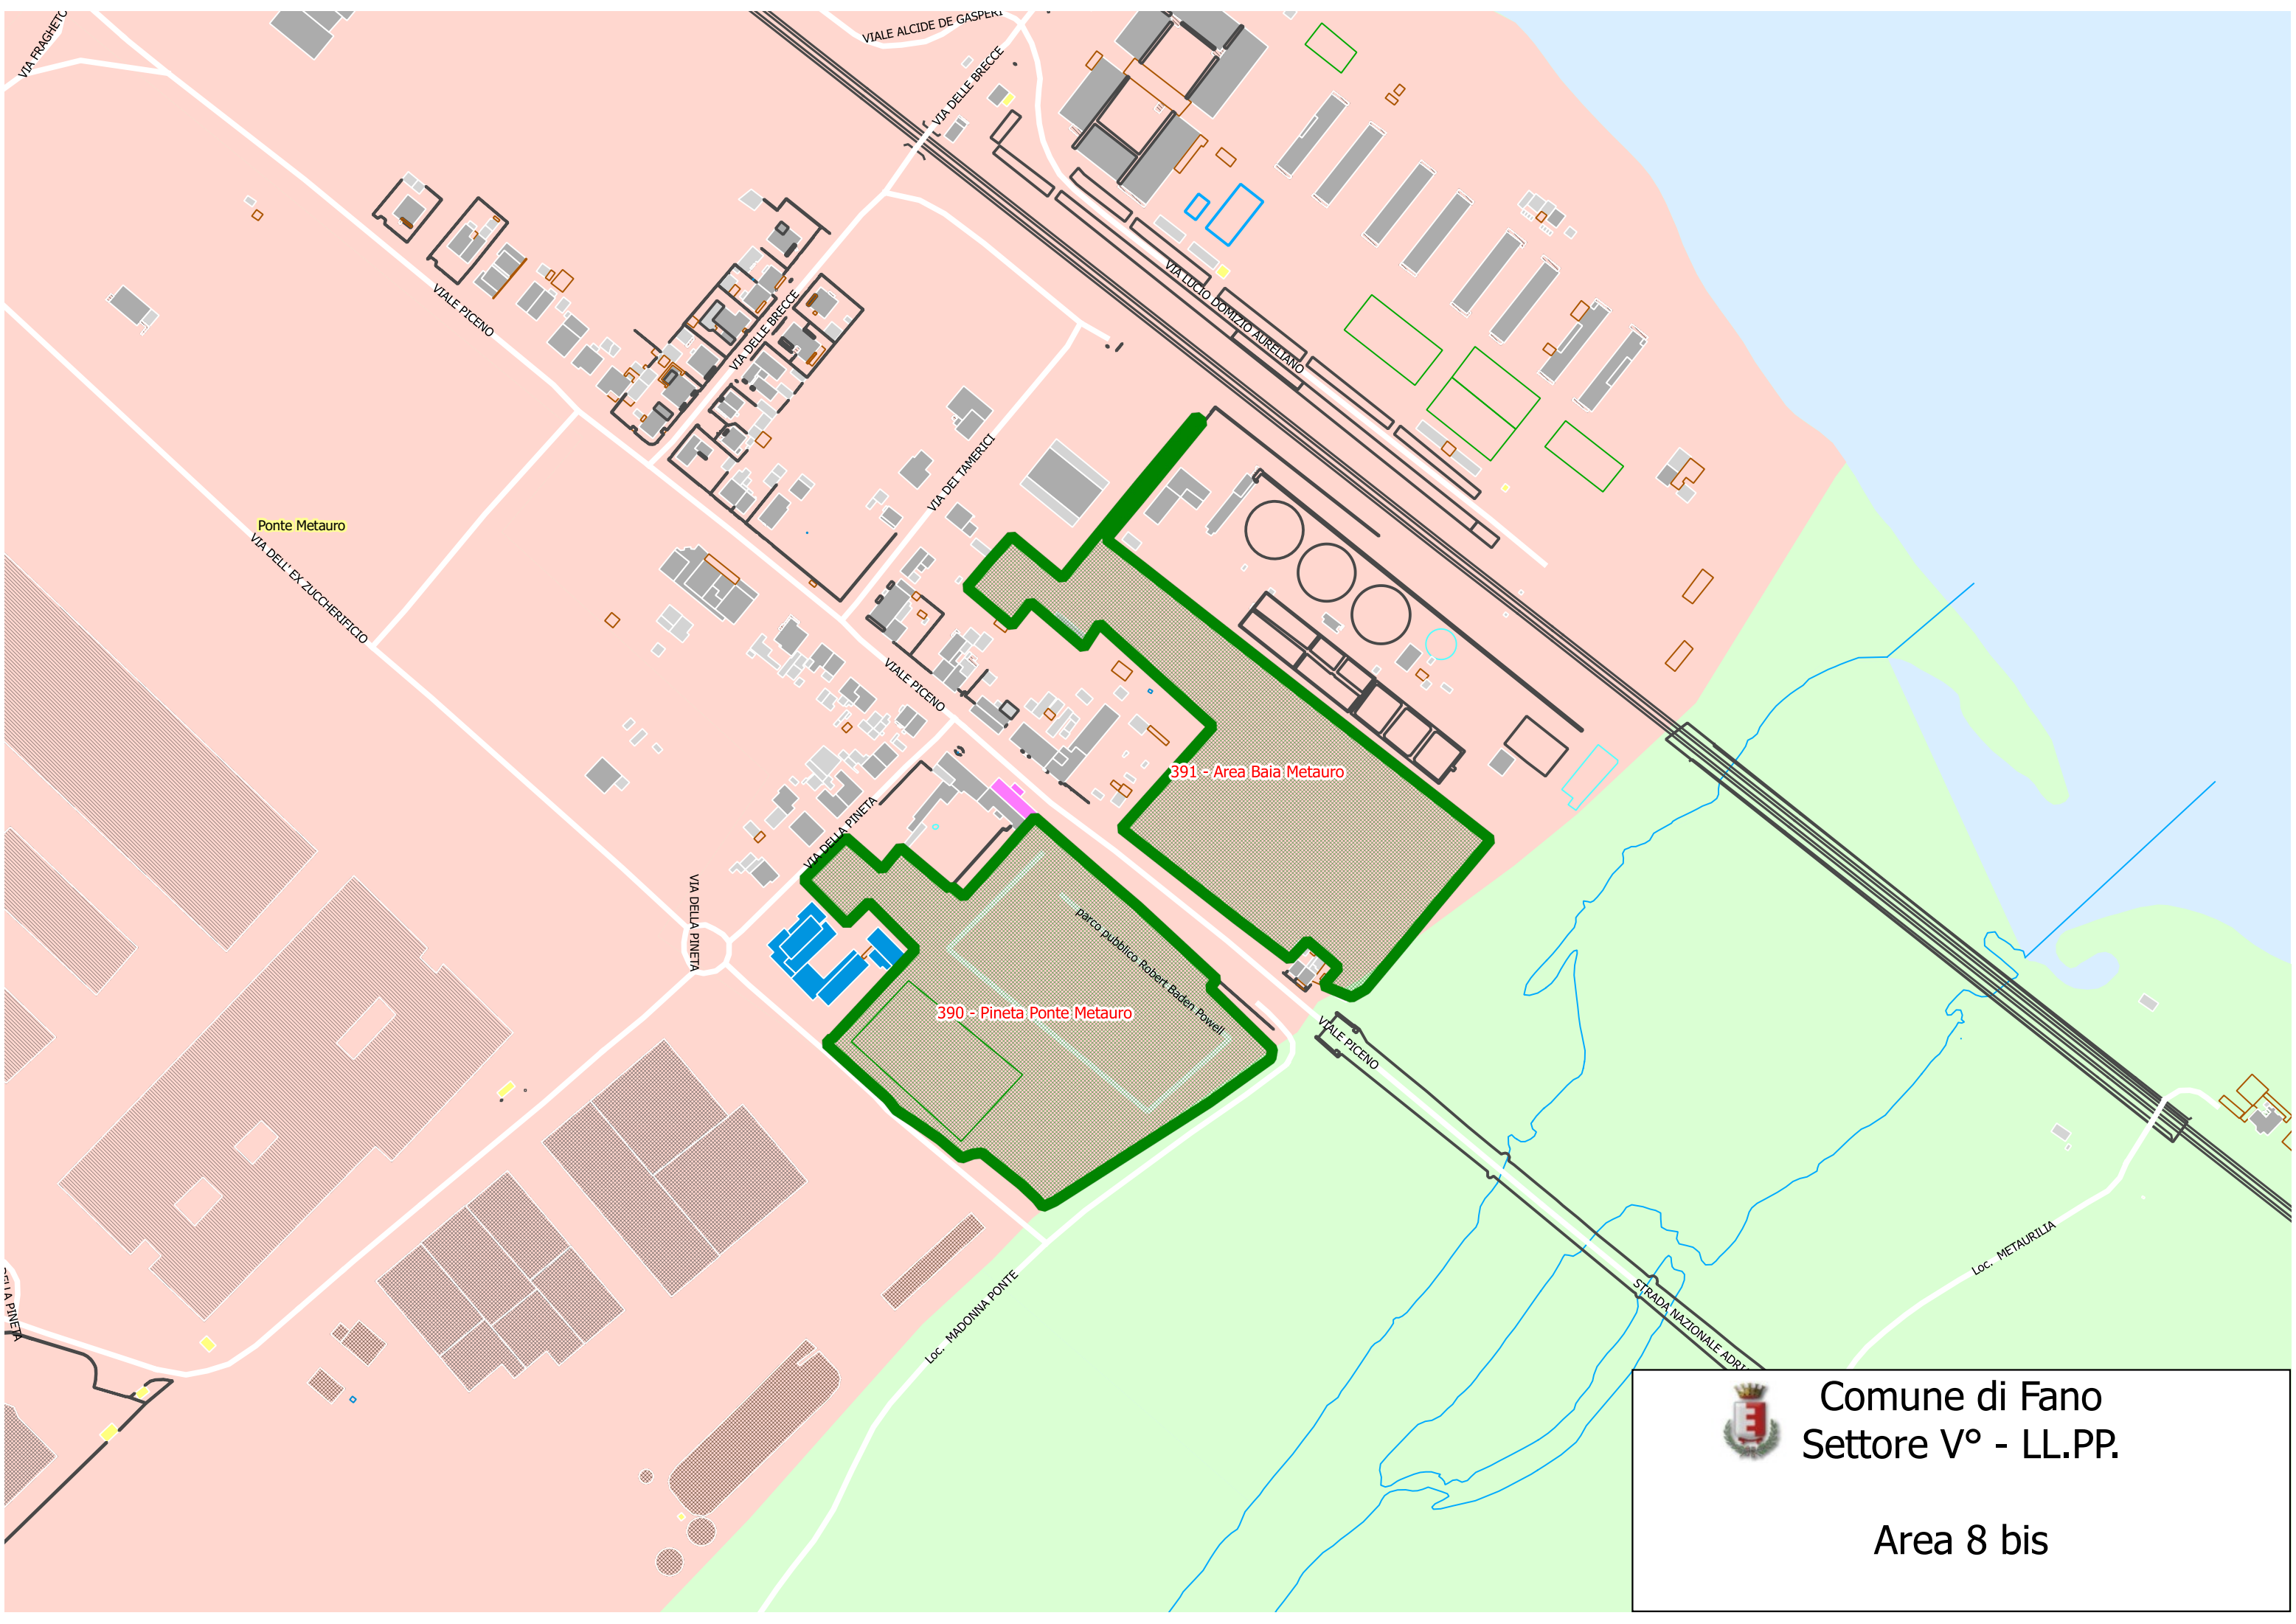 VIA FRAGHETO
VIALE ALCIDE DE GASPERI
VIA DELLE BRECCE
VIALE PICENO
VIA DELLE BRECCE
VIA LUCIO DOMIZIO AURELIANO
VIA DEI TAMERICI
Ponte Metauro
VIA DELL' EX ZUCCHERIFICIO
VIALE PICENO
391 - Area Baia Metauro
VIA DELLA PINETA
VIA DELLA PINETA
parco pubblico Robert Baden Powell
390 - Pineta Ponte Metauro
VIALE PICENO
Loc. METAURILIA
Loc. MADONNA PONTE
DELLA PINETA
STRADA NAZIONALE ADRI
Comune di Fano
Settore V° - LL.PP.
Area 8 bis